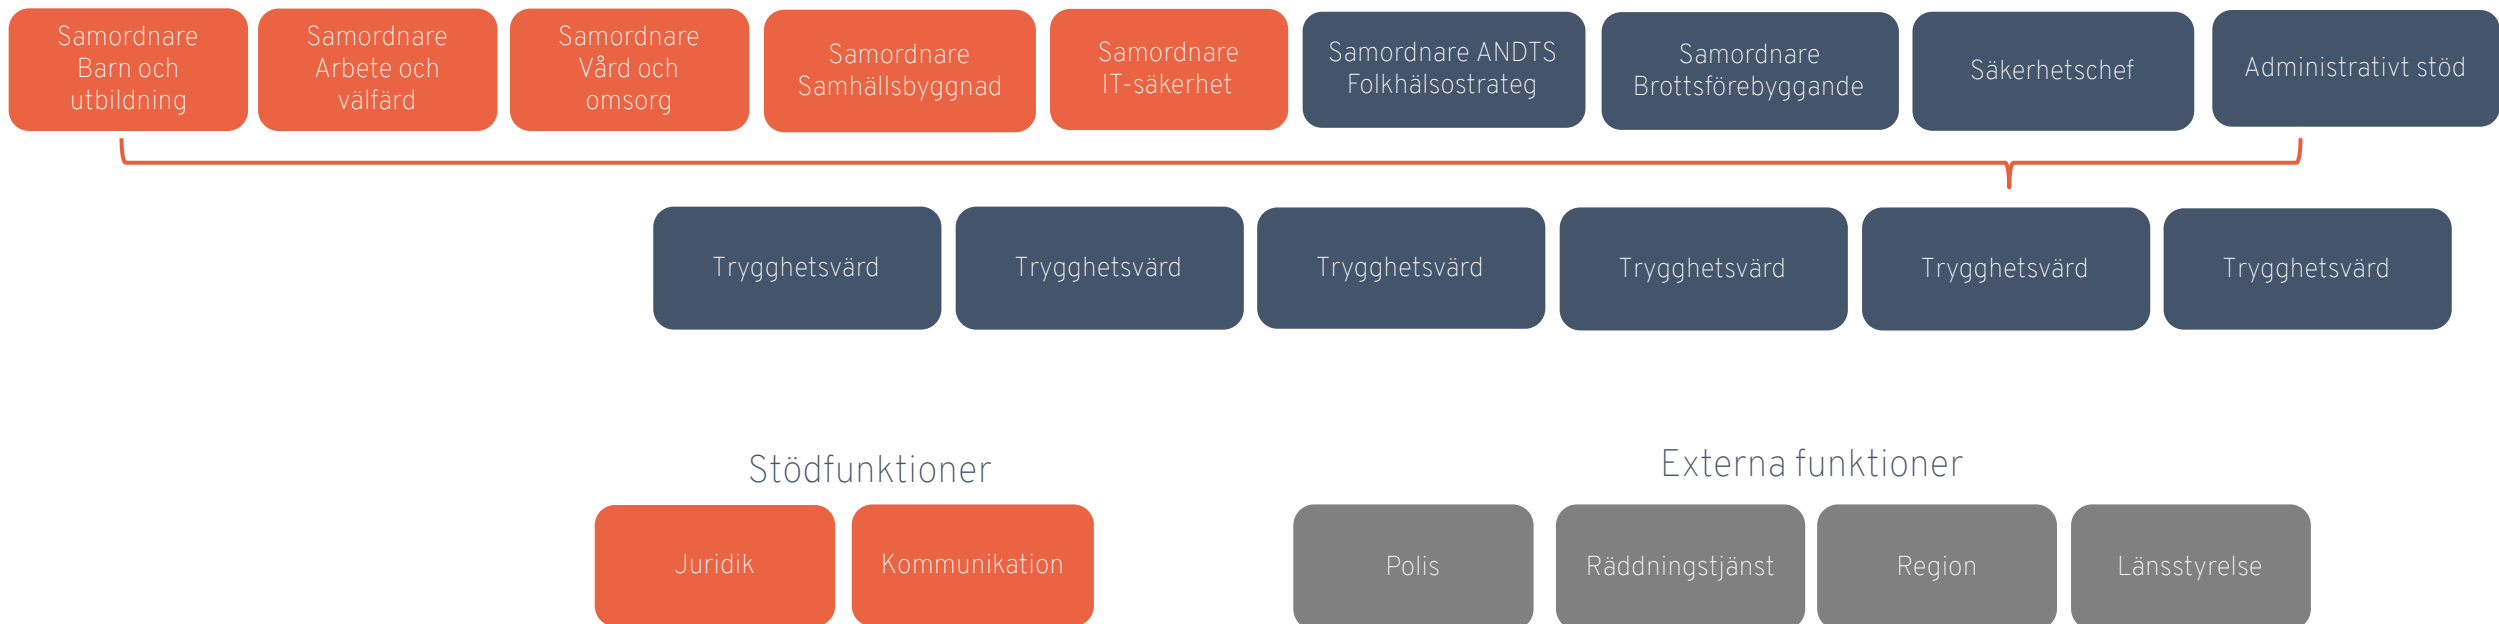 Samordnare
Barn och
utbildning
Samordnare
Arbete och
välfärd
Samordnare
Vård och
omsorg
Samordnare
Samhällsbyggnad
Samordnare
IT-säkerhet
Samordnare ANDTS
Folkhälsostrateg
Samordnare
Brottsförebyggande
Säkerhetschef
Administrativt stöd
Trygghetsvärd
Trygghetsvärd
Trygghetsvärd
Trygghetsvärd
Trygghetsvärd
Trygghetsvärd
Stödfunktioner
Externa funktioner
Juridik
Kommunikation
Polis
Räddningstjänst
Region
Länsstyrelse